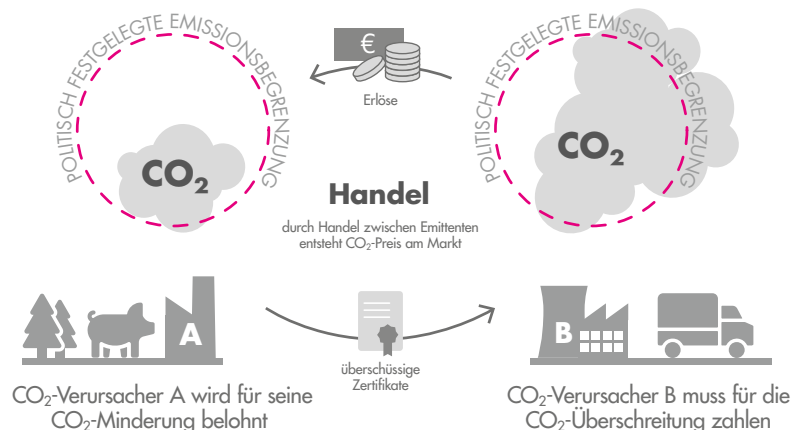 POLITISCH FESTGELEGTE EMISSIONSBEGRENZUNG
CO₂
€
Erlöse
POLITISCH FESTGELEGTE EMISSIONSBEGRENZUNG
CO₂
Handel
durch Handel zwischen Emittenten
entsteht CO₂-Preis am Markt
A
überschüssige
Zertifikate
B
CO₂-Verursacher A wird für seine
CO₂-Minderung belohnt
CO₂-Verursacher B muss für die
CO₂-Überschreitung zahlen